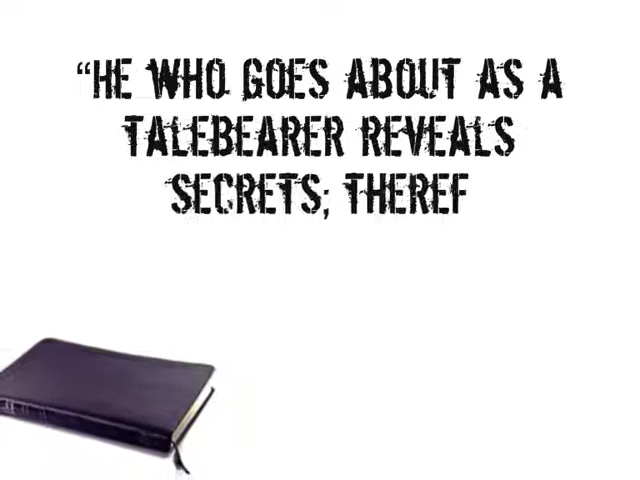 “HE WHO GOES ABOUT AS A
TALEBEARER REVEALS
SECRETS; THEREF